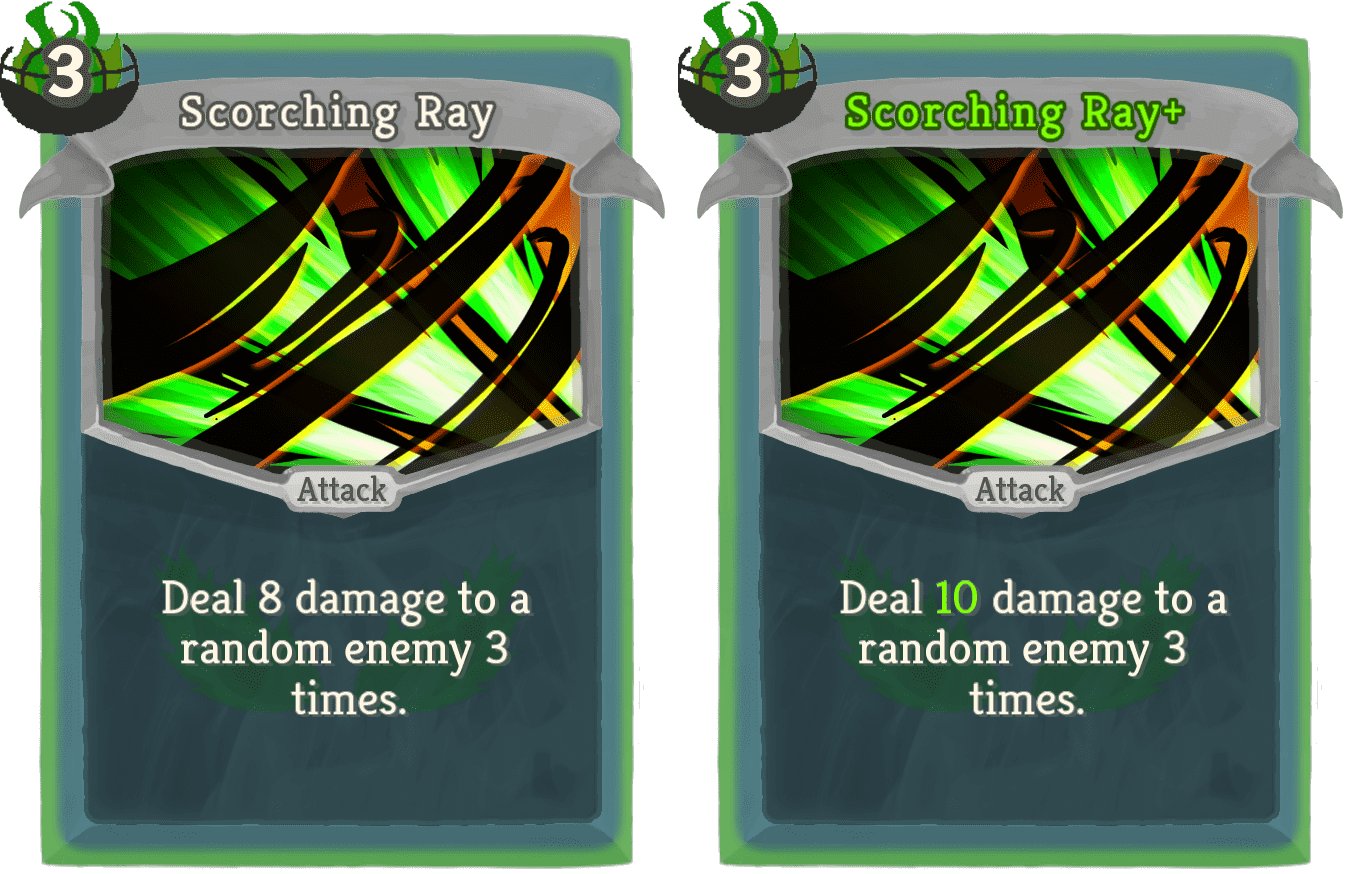 3
Scorching Ray
Attack
Deal 8 damage to a
random enemy 3
times.
3
Scorching Ray+
Attack
Deal 10 damage to a
random enemy 3
times.